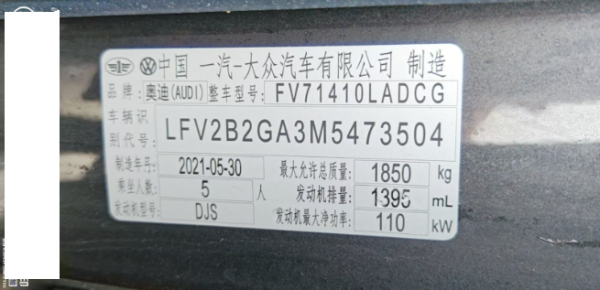 中国 一汽-大众汽车有限公司 制造
品牌: 奥迪(AUDI) 整车型号: FV71410LADCG
车辆识别代号: LFV2B2GA3M5473504
制造年月: 2021-05-30 最大允许总质量: 1850 kg
乘坐人数: 5 人 发动机排量: 1395 mL
发动机型号: DJS 发动机最大净功率: 110 kW